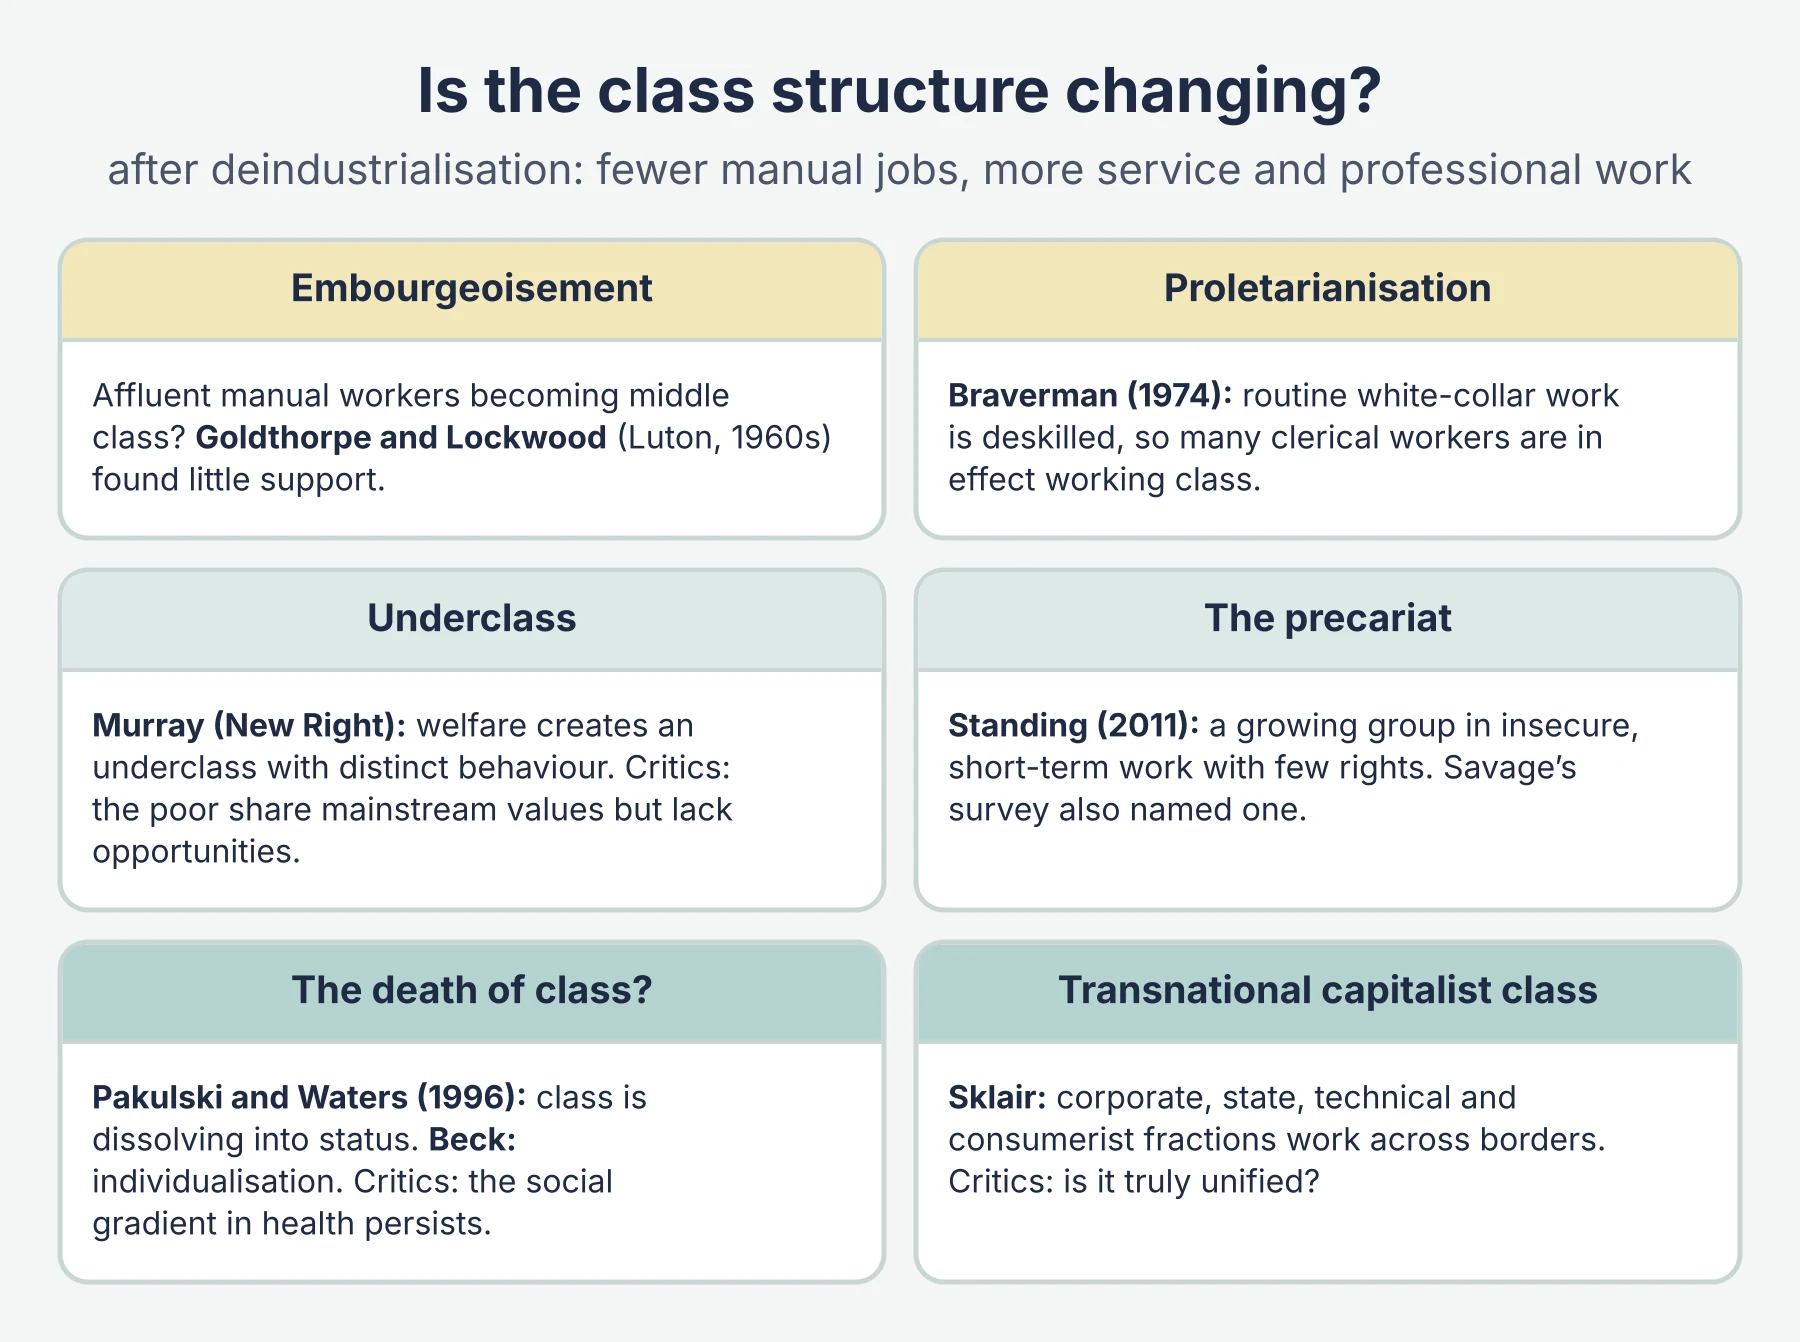 Is the class structure changing?
after deindustrialisation: fewer manual jobs, more service and professional work
Embourgeoisement
Affluent manual workers becoming middle
class? Goldthorpe and Lockwood (Luton, 1960s)
found little support.
Proletarianisation
Braverman (1974): routine white-collar work
is deskilled, so many clerical workers are in
effect working class.
Underclass
Murray (New Right): welfare creates an
underclass with distinct behaviour. Critics:
the poor share mainstream values but lack
opportunities.
The precariat
Standing (2011): a growing group in insecure,
short-term work with few rights. Savage’s
survey also named one.
The death of class?
Pakulski and Waters (1996): class is
dissolving into status. Beck:
individualisation. Critics: the social
gradient in health persists.
Transnational capitalist class
Sklair: corporate, state, technical and
consumerist fractions work across borders.
Critics: is it truly unified?